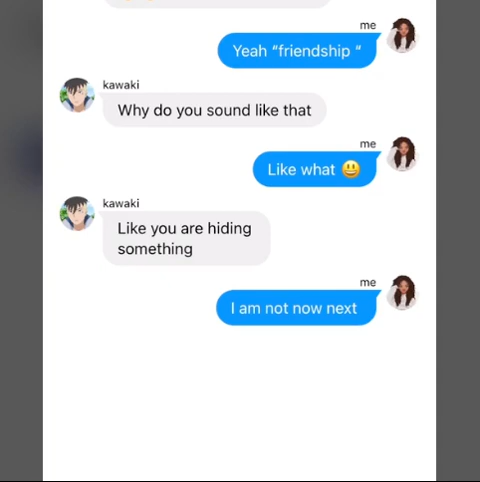 me
Yeah “friendship “
kawaki
Why do you sound like that
me
Like what 😃
kawaki
Like you are hiding
something
me
I am not now next